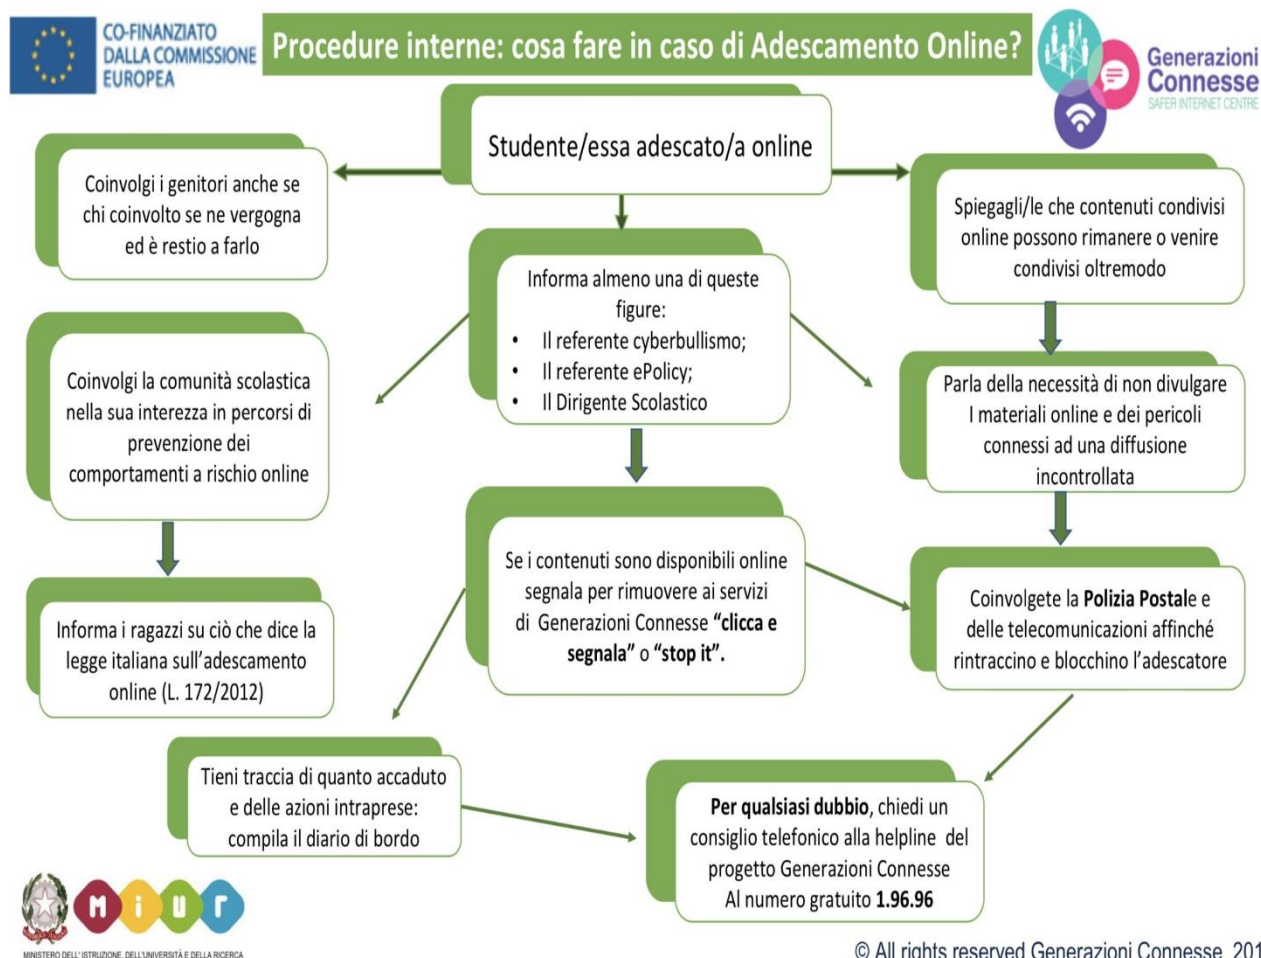 CO-FINANZIATO
DALLA COMMISSIONE
EUROPEA
Procedure interne: cosa fare in caso di Adescamento Online?
Generazioni
Connesse
SAFER INTERNET CENTRE
Studente/essa adescato/a online
Coinvolgi i genitori anche se
chi coinvolto se ne vergogna
ed è restio a farlo
Informa almeno una di queste
figure:
• Il referente cyberbullismo;
• Il referente ePolicy;
• Il Dirigente Scolastico
Spiegagli/le che contenuti condivisi
online possono rimanere o venire
condivisi oltremodo
Coinvolgi la comunità scolastica
nella sua interezza in percorsi di
prevenzione dei
comportamenti a rischio online
Parla della necessità di non divulgare
I materiali online e dei pericoli
connessi ad una diffusione
incontrollata
Informa i ragazzi su ciò che dice la
legge italiana sull'adescamento
online (L. 172/2012)
Se i contenuti sono disponibili online
segnala per rimuovere ai servizi
di Generazioni Connesse “clicca e
segnala” o “stop it”.
Coinvolgete la Polizia Postale e
delle telecomunicazioni affinché
rintraccino e blocchino l'adescatore
Tieni traccia di quanto accaduto
e delle azioni intraprese:
compila il diario di bordo
Per qualsiasi dubbio, chiedi un
consiglio telefonico alla helpline del
progetto Generazioni Connesse
Al numero gratuito 1.96.96
M i U r
MINISTERO DELL'ISTRUZIONE, DELL'UNIVERSITÀ E DELLA RICERCA
© All rights reserved Generazioni Connesse 201